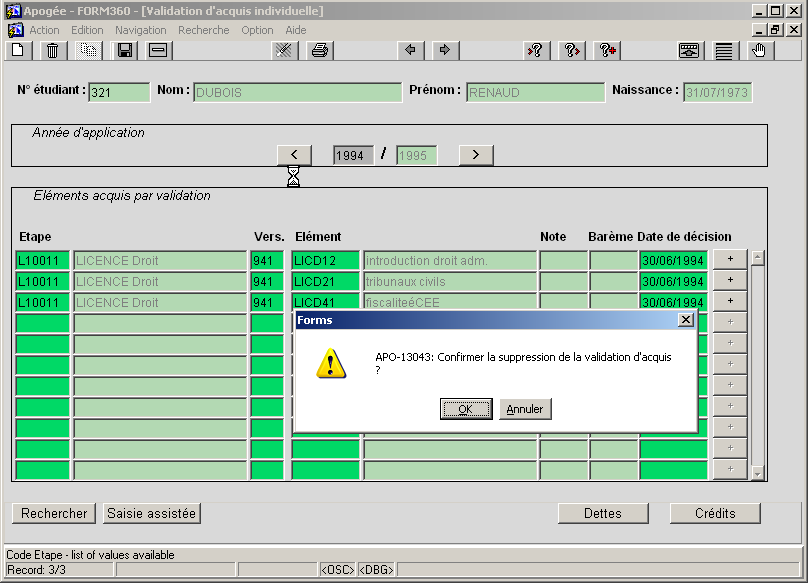 Apogée - FORM360 - [Validation d'acquis individuelle]
Action Edition Navigation Recherche Option Aide
N° étudiant : 321 Nom : DUBOIS Prénom : RENAUD Naissance : 31/07/1973
Année d'application
< 1994 / 1995 >
Eléments acquis par validation
Etape Vers. Elément Note Barème Date de décision
L10011 LICENCE Droit 941 LICD12 introduction droit adm. 30/06/1994 +
L10011 LICENCE Droit 941 LICD21 tribunaux civils 30/06/1994 +
L10011 LICENCE Droit 941 LICD41 fiscaliteéCEE 30/06/1994 +
+
+
+
+
+
+
+
+
Forms
APO-13043: Confirmer la suppression de la validation d'acquis
?
OK Annuler
Rechercher Saisie assistée Dettes Crédits
Code Etape - list of values available
Record: 3/3 <OSC> <DBG>